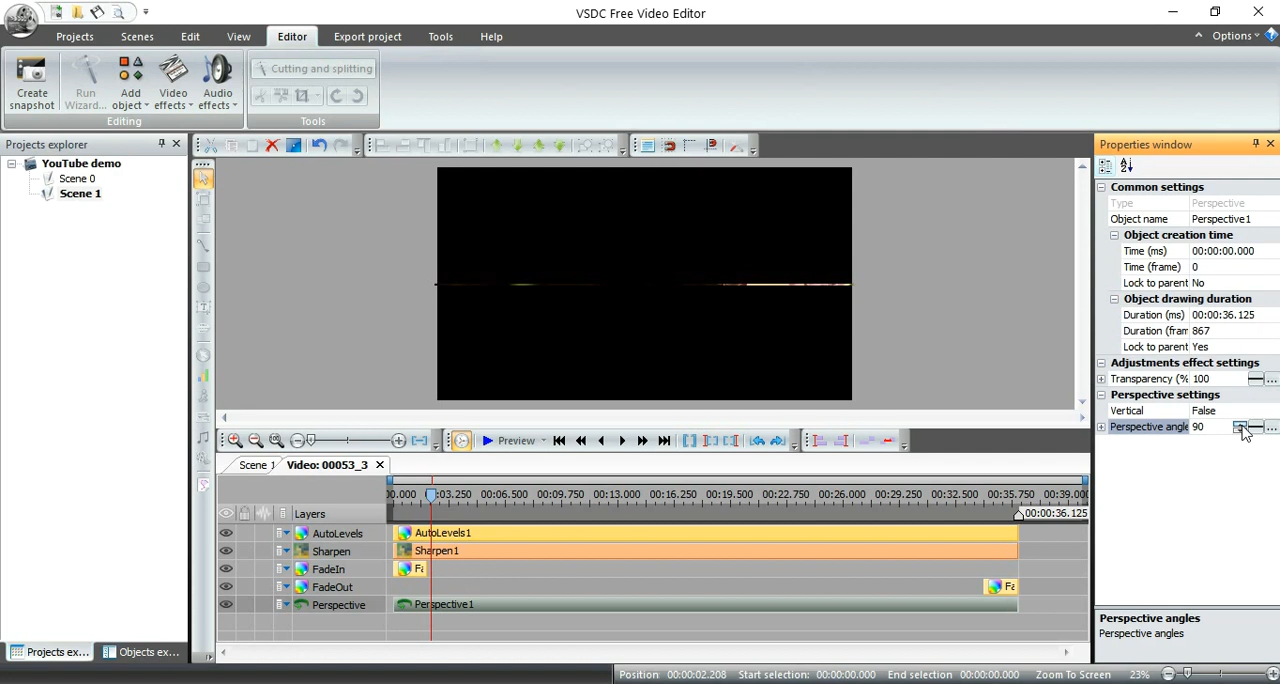 VSDC Free Video Editor
Projects Scenes Edit View Editor Export project Tools Help Options
Create snapshot
Run Wizard...
Add object
Video effects
Audio effects
Editing
Cutting and splitting
Tools
Projects explorer
YouTube demo
Scene 0
Scene 1
Projects ex...
Objects ex...
Preview
Scene 1
Video: 00053_3
0.000 :03.250 00:06.500 00:09.750 00:13.000 00:16.250 00:19.500 00:22.750 00:26.000 00:29.250 00:32.500 00:35.750 00:39.00
00:00:36.125
Layers
AutoLevels AutoLevels1
Sharpen Sharpen1
FadeIn Fa
FadeOut Fa
Perspective Perspective1
Properties window
Common settings
Type Perspective
Object name Perspective1
Object creation time
Time (ms) 00:00:00.000
Time (frame) 0
Lock to parent No
Object drawing duration
Duration (ms) 00:00:36.125
Duration (fram 867
Lock to parent Yes
Adjustments effect settings
Transparency (% 100
Perspective settings
Vertical False
Perspective angle 90
Perspective angles
Perspective angles
Position: 00:00:02.208 Start selection: 00:00:00.000 End selection: 00:00:00.000 Zoom To Screen 23%